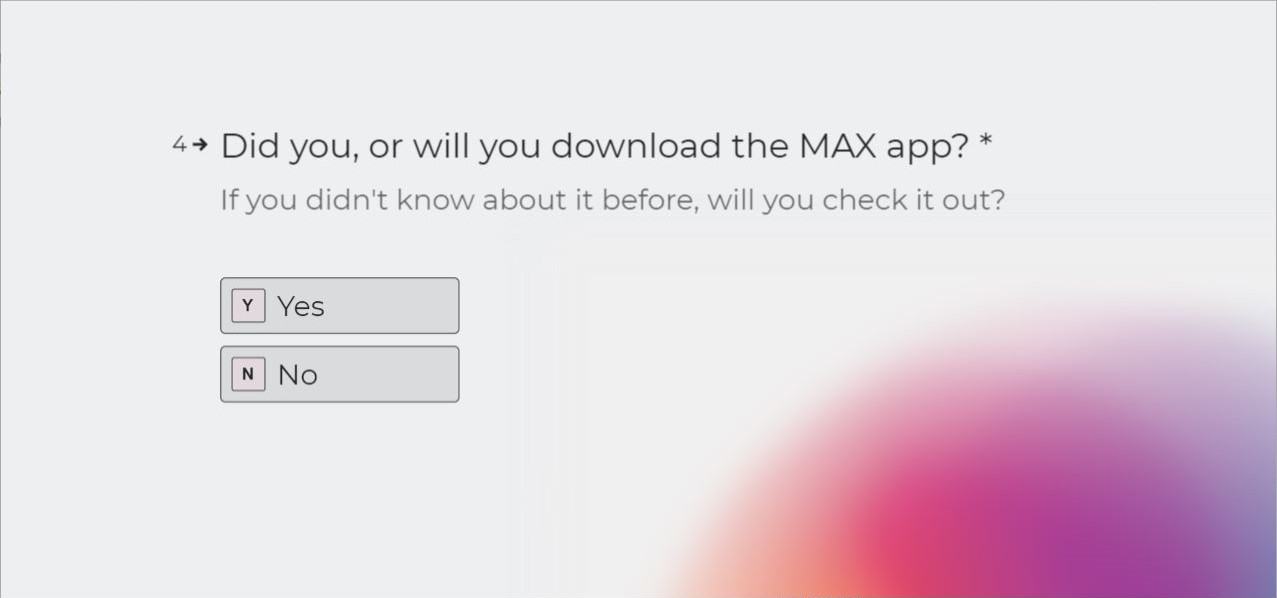 4→ Did you, or will you download the MAX app? *
If you didn't know about it before, will you check it out?
Y Yes
N No